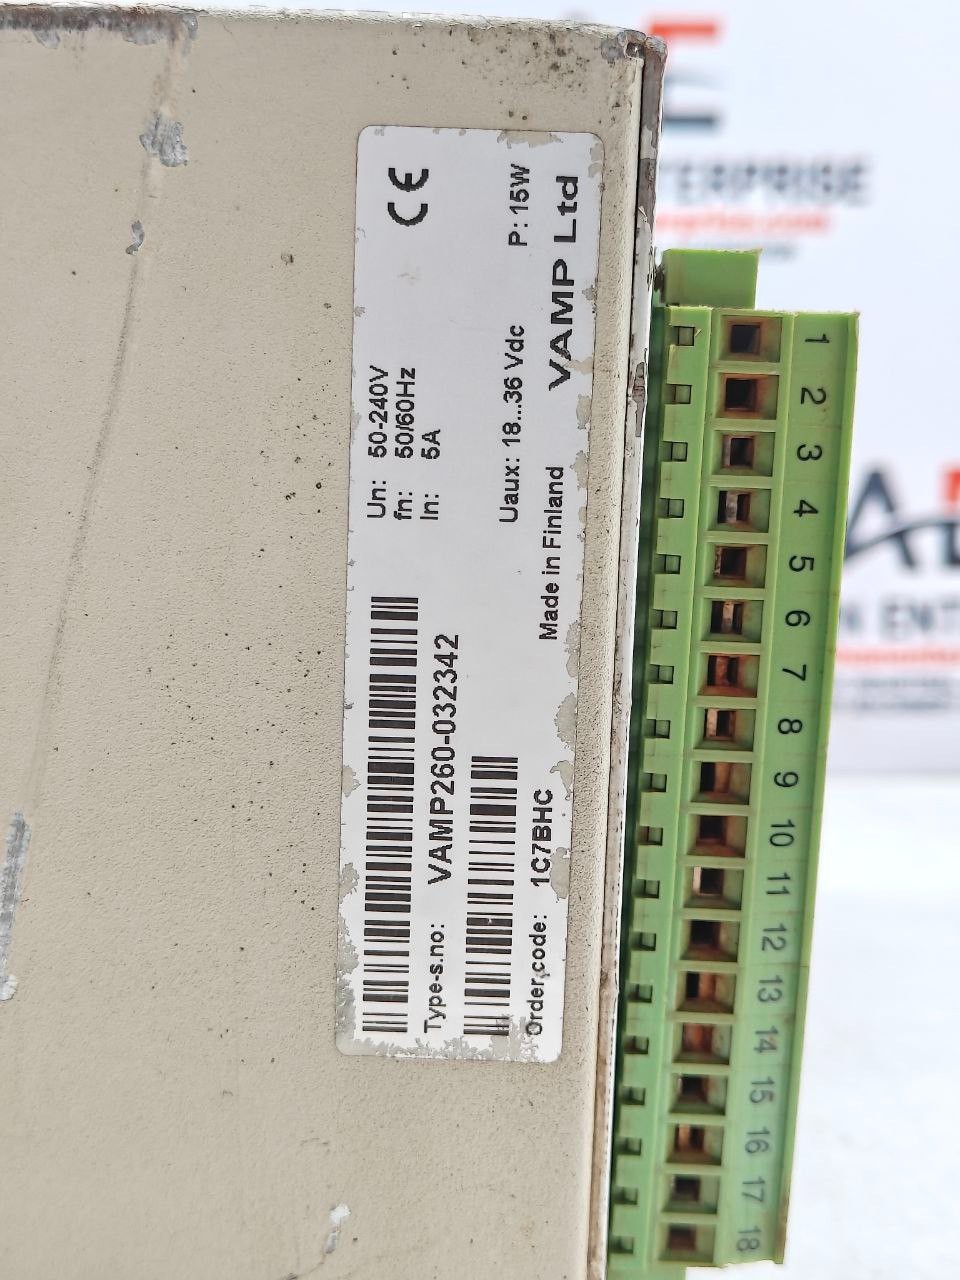 Type-s.no: VAMP260-032342
Order code: 1C7BHC
Un: 50-240V
fn: 50/60Hz
In: 5A
CE
Uaux: 18...36 Vdc P: 15W
Made in Finland VAMP Ltd
1
2
3
4
5
6
7
8
9
10
11
12
13
14
15
16
17
18